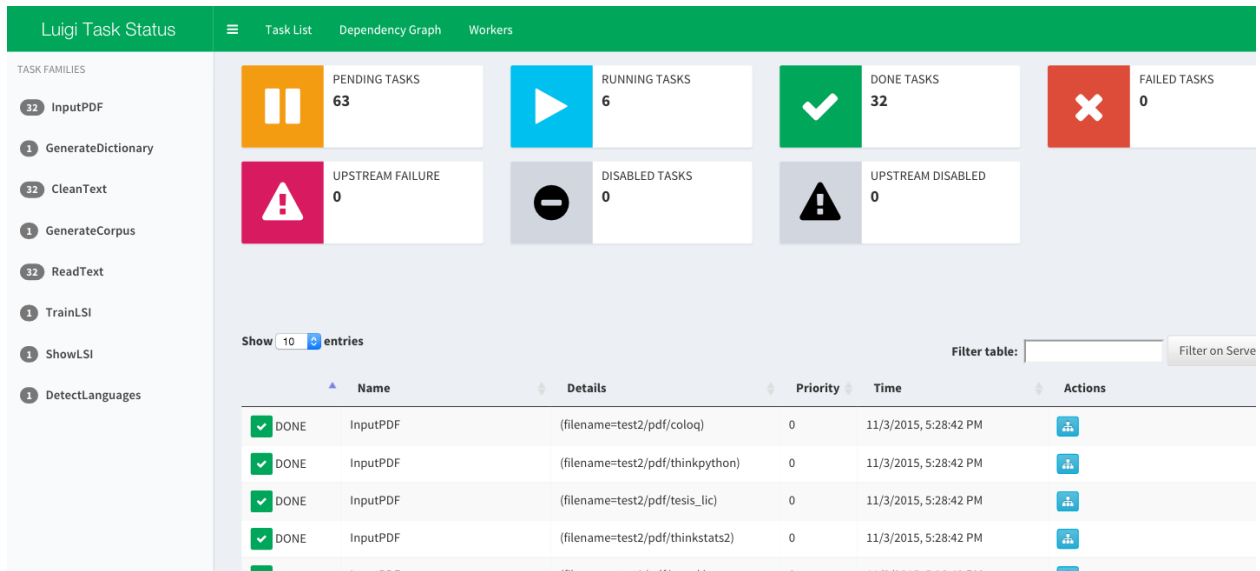 Luigi Task Status
Task List Dependency Graph Workers
TASK FAMILIES
32 InputPDF
1 GenerateDictionary
32 CleanText
1 GenerateCorpus
32 ReadText
1 TrainLSI
1 ShowLSI
1 DetectLanguages
PENDING TASKS
63
RUNNING TASKS
6
DONE TASKS
32
FAILED TASKS
0
UPSTREAM FAILURE
0
DISABLED TASKS
0
UPSTREAM DISABLED
0
Show 10 entries
Filter table: Filter on Serve
Name Details Priority Time Actions
DONE InputPDF (filename=test2/pdf/coloq) 0 11/3/2015, 5:28:42 PM
DONE InputPDF (filename=test2/pdf/thinkpython) 0 11/3/2015, 5:28:42 PM
DONE InputPDF (filename=test2/pdf/tesis_lic) 0 11/3/2015, 5:28:42 PM
DONE InputPDF (filename=test2/pdf/thinkstats2) 0 11/3/2015, 5:28:42 PM